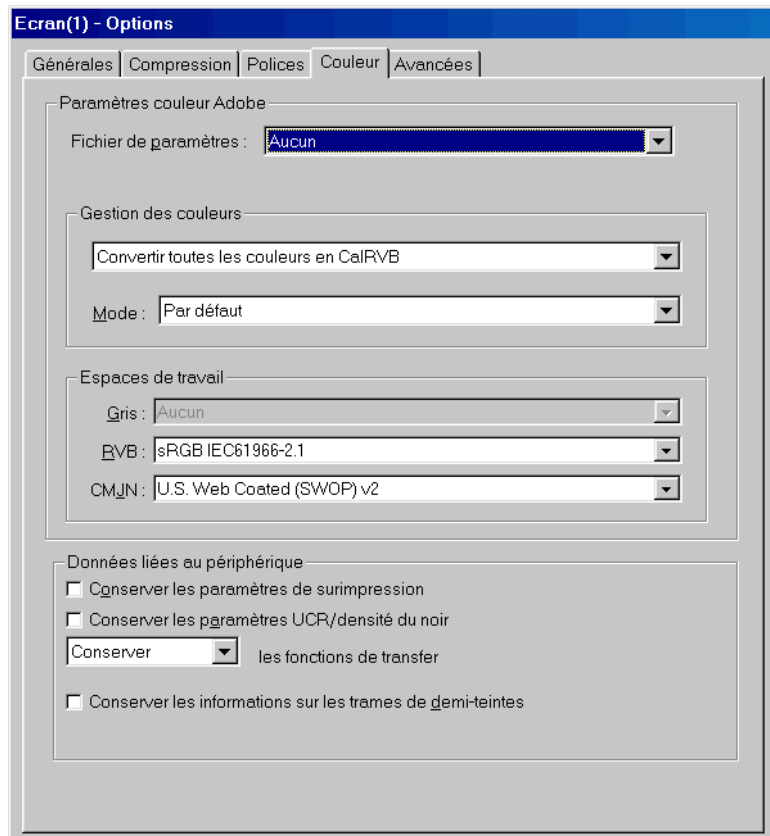 Ecran(1) - Options
Générales Compression Polices Couleur Avancées
Paramètres couleur Adobe
Fichier de paramètres : Aucun
Gestion des couleurs
Convertir toutes les couleurs en CalRVB
Mode : Par défaut
Espaces de travail
Gris : Aucun
RVB : sRGB IEC61966-2.1
CMJN : U.S. Web Coated (SWOP) v2
Données liées au périphérique
Conserver les paramètres de surimpression
Conserver les paramètres UCR/densité du noir
Conserver les fonctions de transfer
Conserver les informations sur les trames de demi-teintes